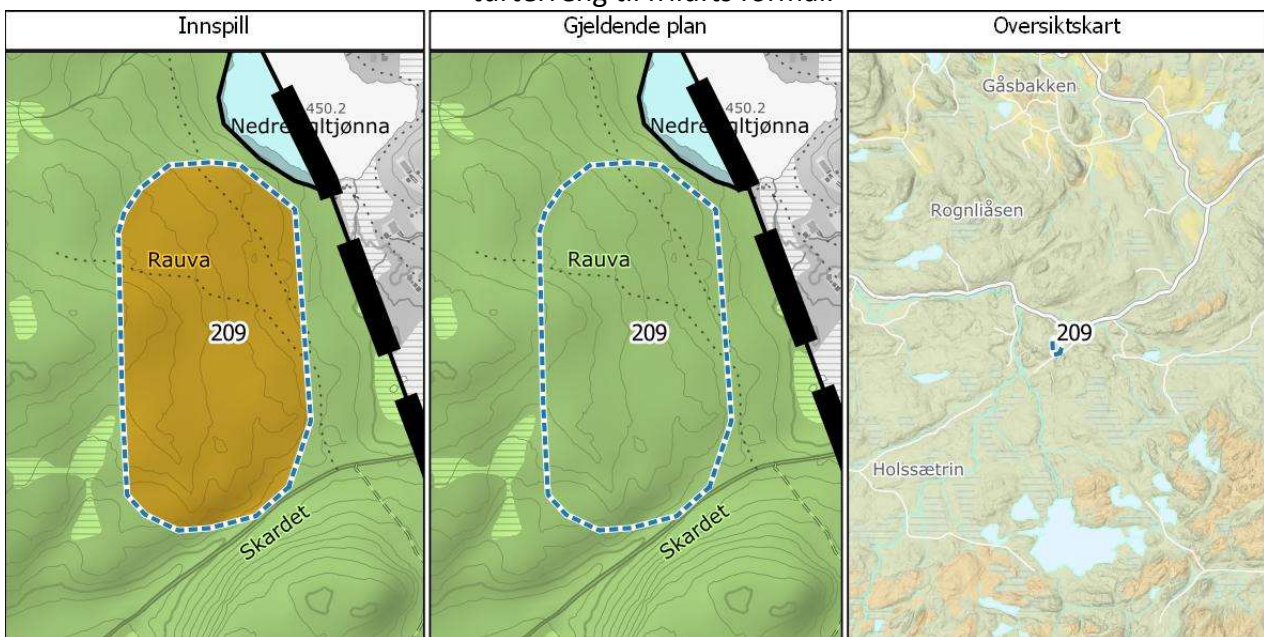 Innspill
Gjeldende plan
Oversiktskart
450.2
Rauva
209
Skardet
450.2
Rauva
209
Skardet
Gåsbakken
Rognliåsen
209
Holssætrin